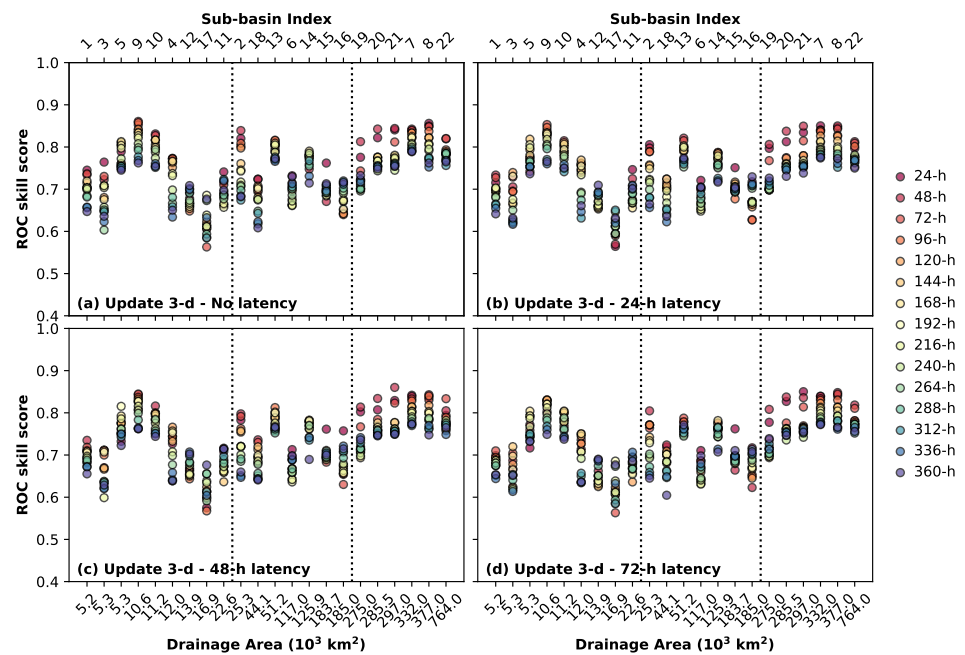 Sub-basin Index Sub-basin Index
1 3 5 9 10 4 12 17 11 2 18 13 6 14 15 16 19 20 21 7 8 22 1 3 5 9 10 4 12 17 11 2 18 13 6 14 15 16 19 20 21 7 8 22
ROC skill score
1.0
0.9
0.8
0.7
0.6
0.5
0.4
(a) Update 3-d - No latency (b) Update 3-d - 24-h latency
ROC skill score
1.0
0.9
0.8
0.7
0.6
0.5
0.4
(c) Update 3-d - 48-h latency (d) Update 3-d - 72-h latency
5.2 5.3 5.3 10.6 11.2 12.0 13.9 16.9 22.6 25.3 44.1 51.2 117.0 125.9 183.7 185.0 275.0 285.5 297.0 332.0 377.0 764.0 5.2 5.3 5.3 10.6 11.2 12.0 13.9 16.9 22.6 25.3 44.1 51.2 117.0 125.9 183.7 185.0 275.0 285.5 297.0 332.0 377.0 764.0
Drainage Area (10³ km²) Drainage Area (10³ km²)
24-h
48-h
72-h
96-h
120-h
144-h
168-h
192-h
216-h
240-h
264-h
288-h
312-h
336-h
360-h